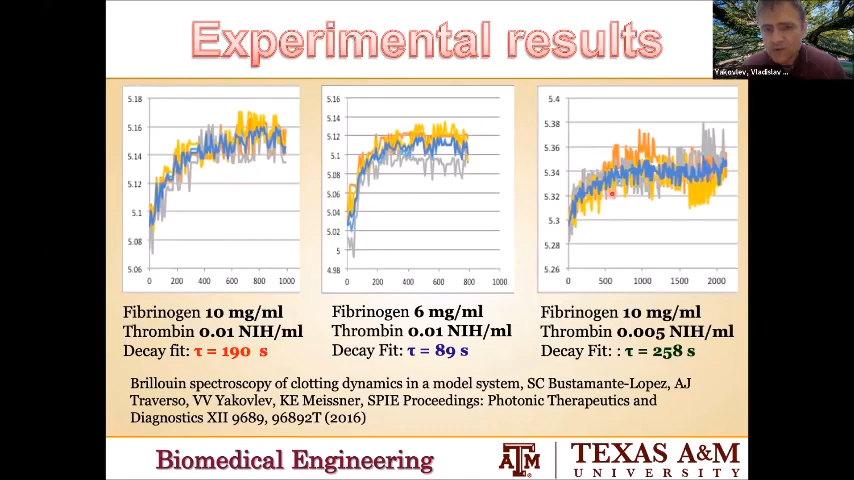 Experimental results
Yakovlev, Vladislav ...
5.18
5.16
5.14
5.12
5.1
5.08
5.06
0 200 400 600 800 1000
5.16
5.14
5.12
5.1
5.08
5.06
5.04
5.02
5
4.98
0 200 400 600 800 1000
5.4
5.38
5.36
5.34
5.32
5.3
5.28
5.26
0 500 1000 1500 2000
Fibrinogen 10 mg/ml
Thrombin 0.01 NIH/ml
Decay fit: τ = 190 s
Fibrinogen 6 mg/ml
Thrombin 0.01 NIH/ml
Decay Fit: τ = 89 s
Fibrinogen 10 mg/ml
Thrombin 0.005 NIH/ml
Decay Fit: : τ = 258 s
Brillouin spectroscopy of clotting dynamics in a model system, SC Bustamante-Lopez, AJ
Traverso, VV Yakovlev, KE Meissner, SPIE Proceedings: Photonic Therapeutics and
Diagnostics XII 9689, 96892T (2016)
Biomedical Engineering
ATM
TEXAS A&M
UNIVERSITY